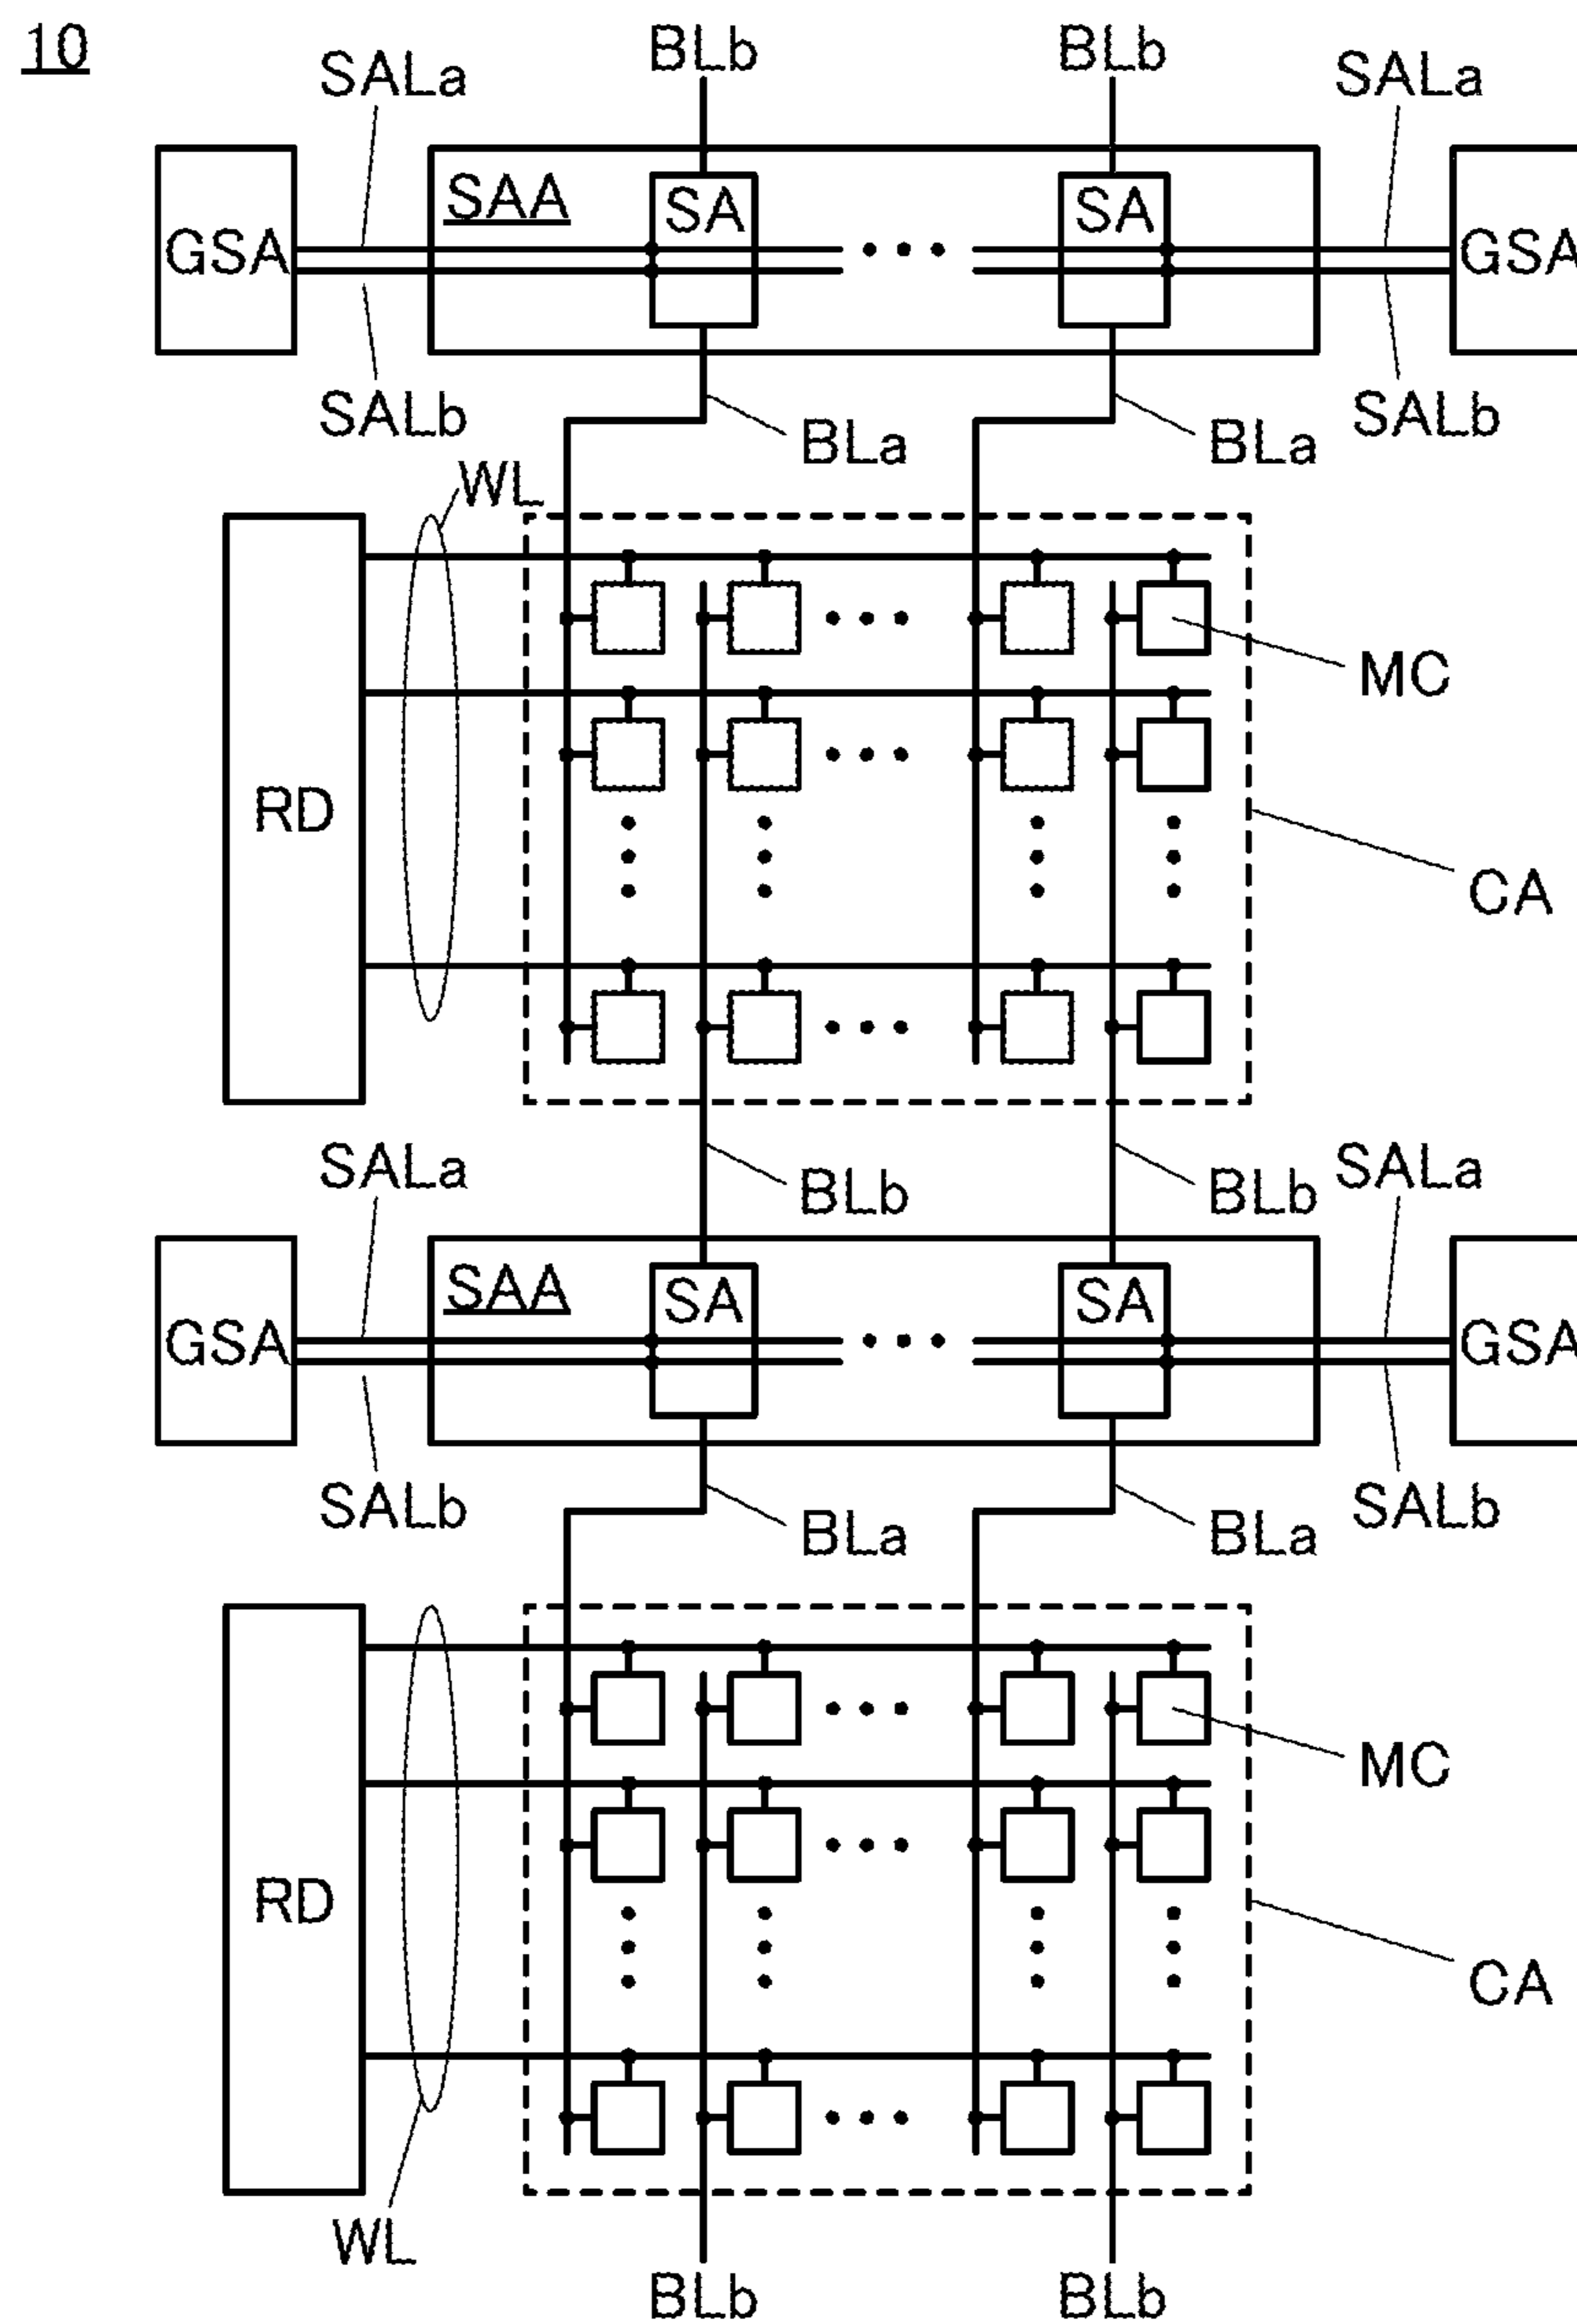 10
BLb BLb
SALa SALa
SAA SA SA
GSA GSA
SALb SALb
BLa BLa
WL
MC
RD
CA
SALa SALa
BLb BLb
SAA SA SA
GSA GSA
SALb SALb
BLa BLa
MC
RD
CA
WL
BLb BLb